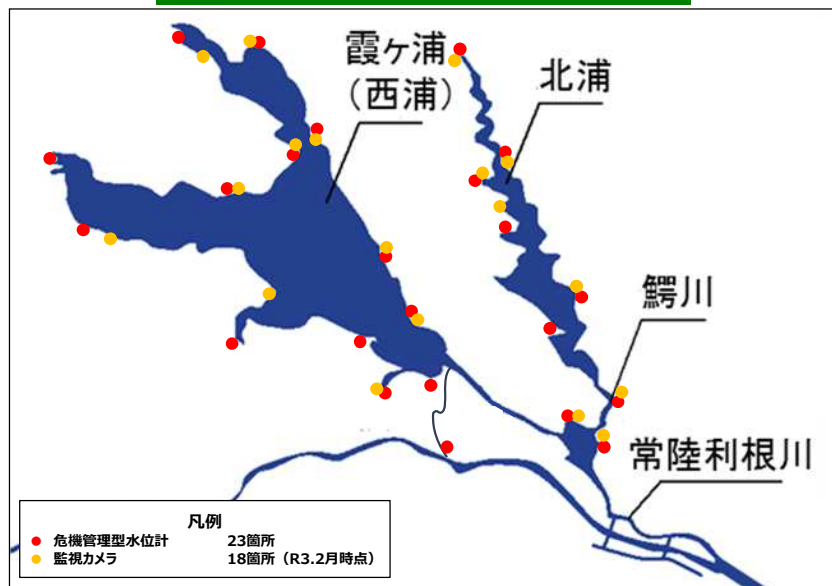 霞ヶ浦
（西浦）
北浦
鰐川
常陸利根川
凡例
危機管理型水位計 23箇所
監視カメラ 18箇所（R3.2月時点）